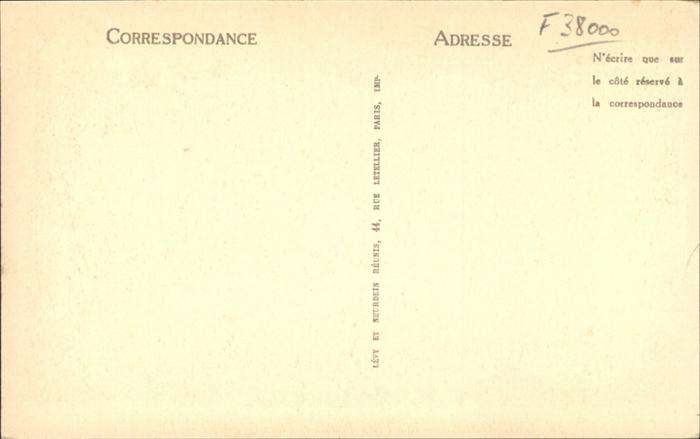 CORRESPONDANCE
ADRESSE
F 38000
N'écrire que sur
le côté réservé à
la correspondance
LÉVY ET NEURDEIN RÉUNIS, 44, RUE LETELLIER, PARIS, IMP-